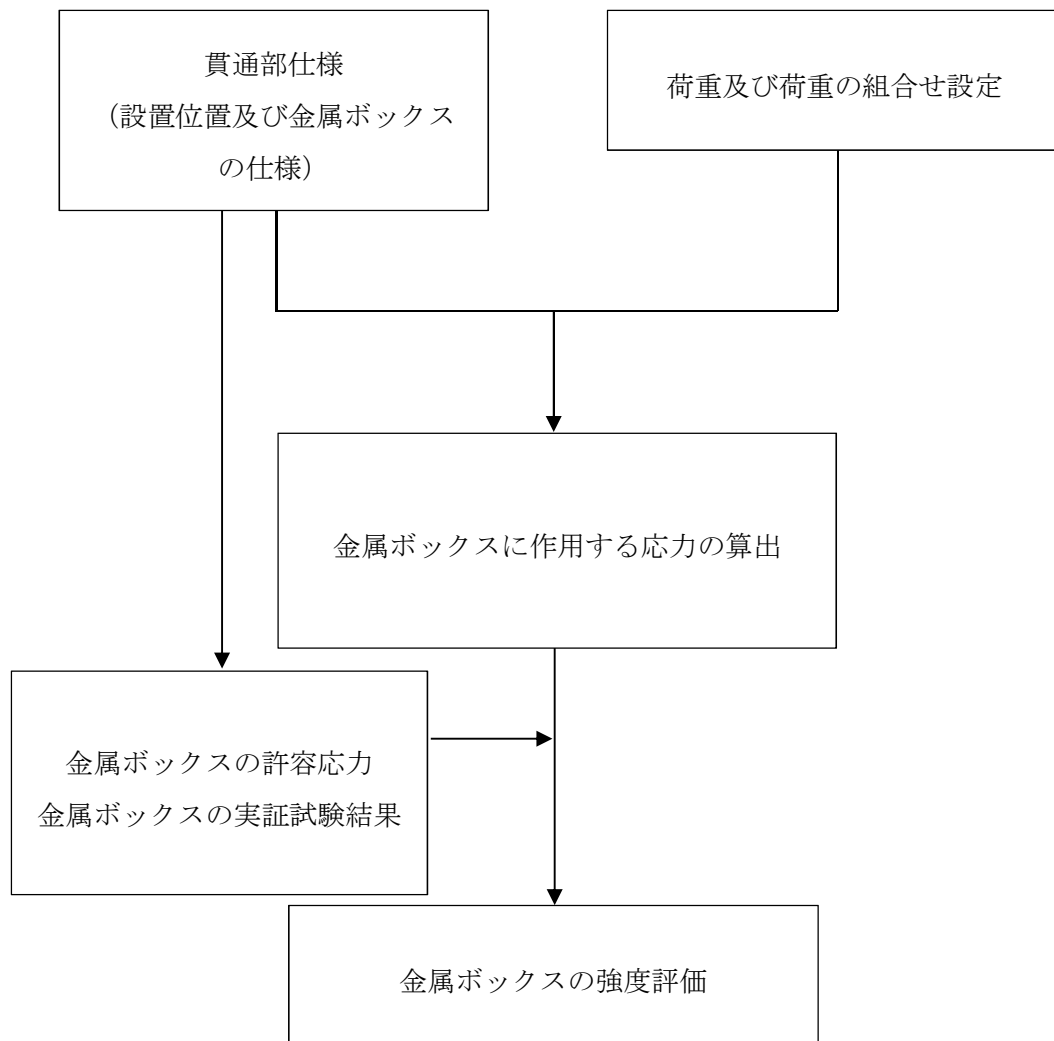 貫通部仕様
（設置位置及び金属ボックス
の仕様）
荷重及び荷重の組合せ設定
金属ボックスに作用する応力の算出
金属ボックスの許容応力
金属ボックスの実証試験結果
金属ボックスの強度評価